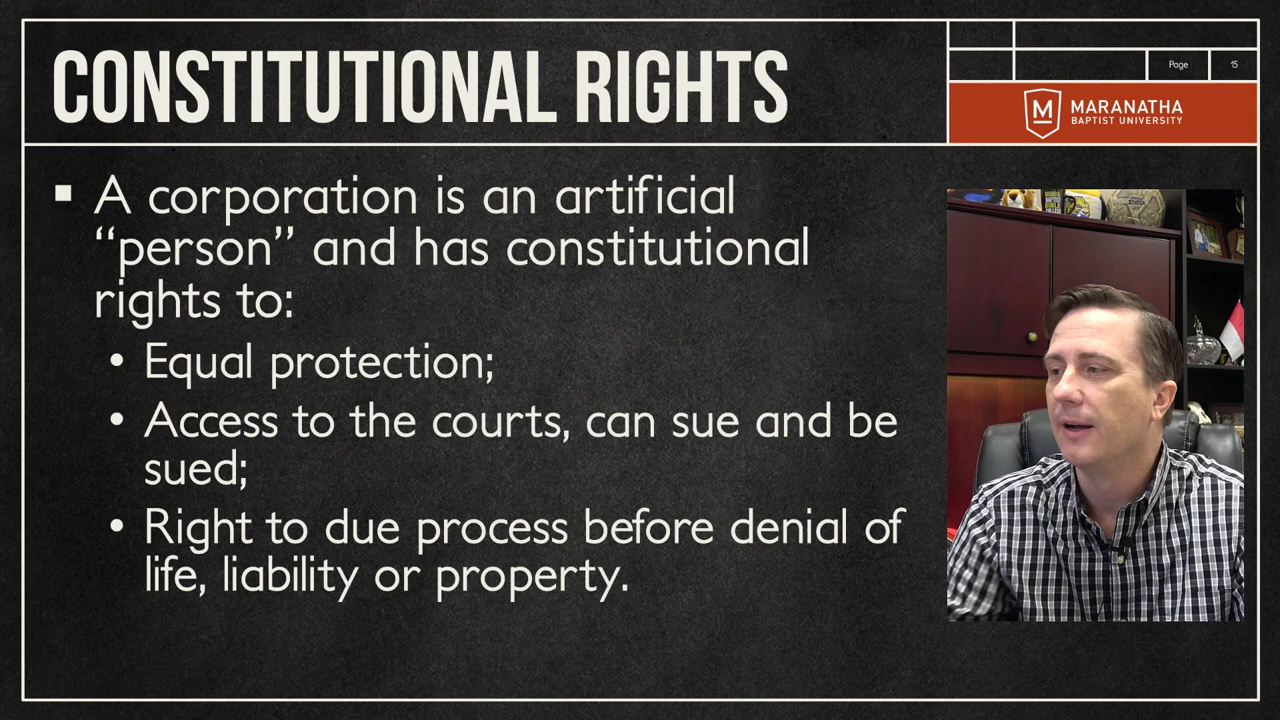 CONSTITUTIONAL RIGHTS
Page 15
M MARANATHA
BAPTIST UNIVERSITY
▪ A corporation is an artificial
“person” and has constitutional
rights to:
• Equal protection;
• Access to the courts, can sue and be
sued;
• Right to due process before denial of
life, liability or property.